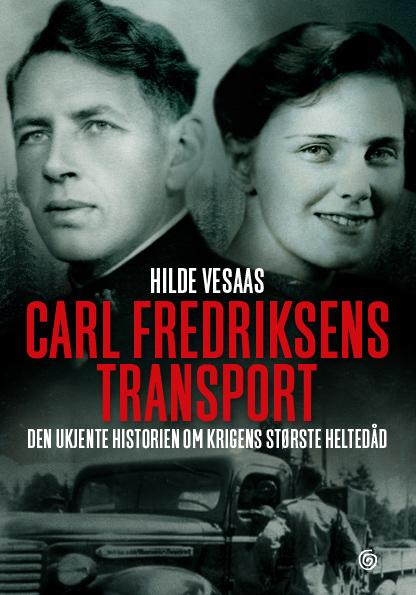 HILDE VESAAS
CARL FREDRIKSENS
TRANSPORT
DEN UKJENTE HISTORIEN OM KRIGENS STØRSTE HELTEDÅD